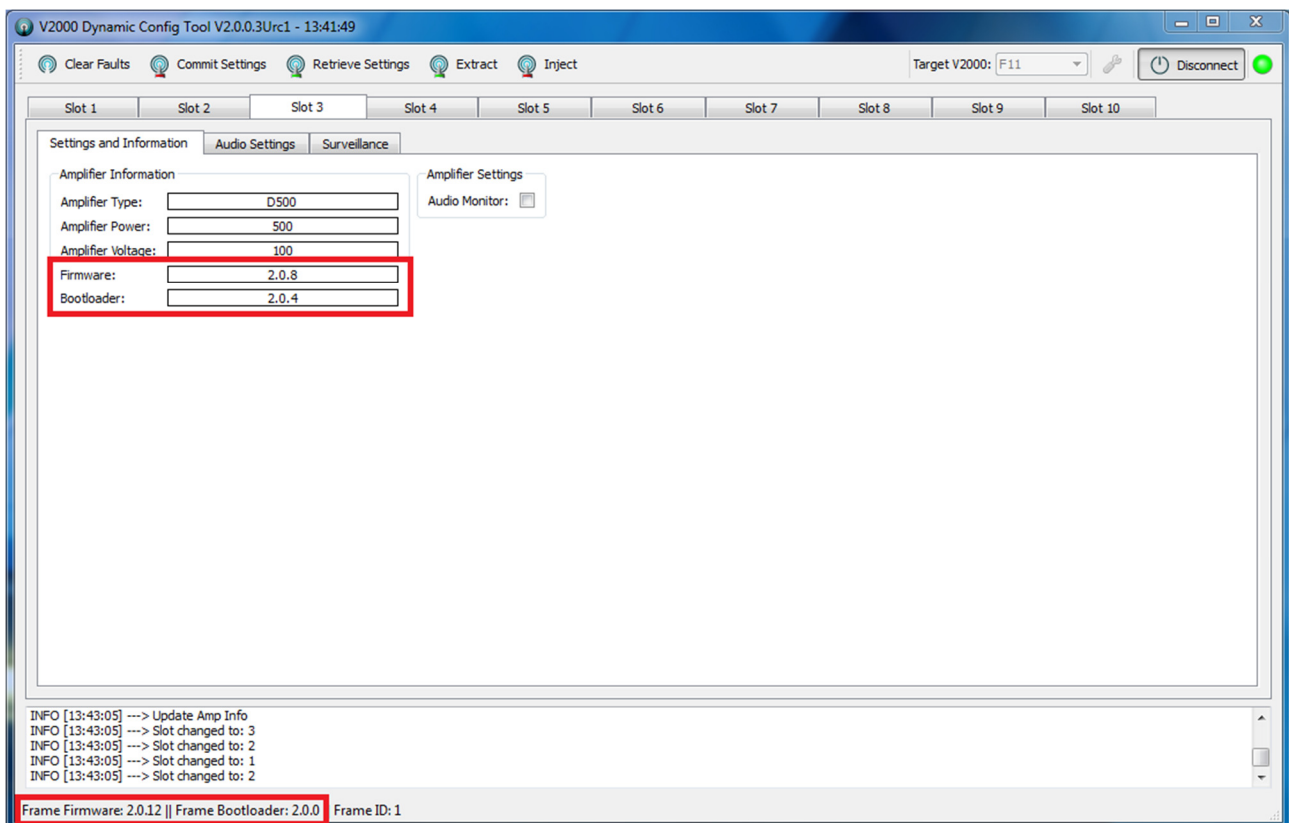 V2000 Dynamic Config Tool V2.0.0.3Urc1 - 13:41:49
Clear Faults Commit Settings Retrieve Settings Extract Inject Target V2000: F11 Disconnect
Slot 1 Slot 2 Slot 3 Slot 4 Slot 5 Slot 6 Slot 7 Slot 8 Slot 9 Slot 10
Settings and Information Audio Settings Surveillance
Amplifier Information Amplifier Settings
Amplifier Type: D500 Audio Monitor:
Amplifier Power: 500
Amplifier Voltage: 100
Firmware: 2.0.8
Bootloader: 2.0.4
INFO [13:43:05] ---> Update Amp Info
INFO [13:43:05] ---> Slot changed to: 3
INFO [13:43:05] ---> Slot changed to: 2
INFO [13:43:05] ---> Slot changed to: 1
INFO [13:43:05] ---> Slot changed to: 2
Frame Firmware: 2.0.12 || Frame Bootloader: 2.0.0 Frame ID: 1